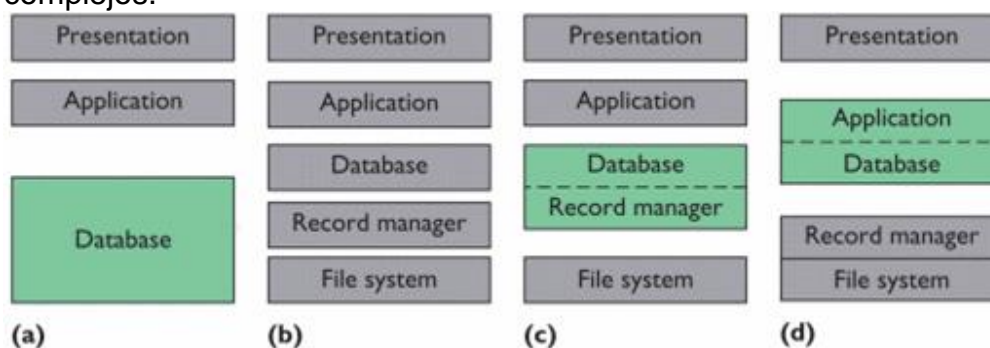 complejos.
Presentation
Application
Database
(a)
Presentation
Application
Database
Record manager
File system
(b)
Presentation
Application
Database
Record manager
File system
(c)
Presentation
Application
Database
Record manager
File system
(d)